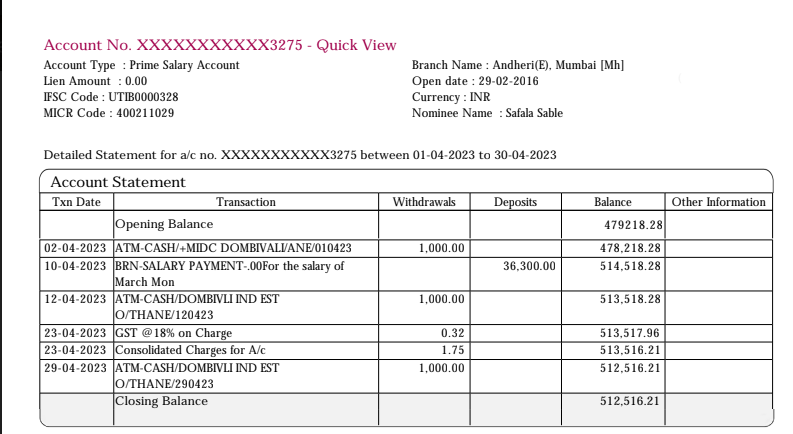 Account No. XXXXXXXXXXX3275 - Quick View
Account Type : Prime Salary Account Branch Name : Andheri(E), Mumbai [Mh]
Lien Amount : 0.00 Open date : 29-02-2016
IFSC Code : UTIB0000328 Currency : INR
MICR Code : 400211029 Nominee Name : Safala Sable
Detailed Statement for a/c no. XXXXXXXXXXX3275 between 01-04-2023 to 30-04-2023
Account Statement
Txn Date Transaction Withdrawals Deposits Balance Other Information
Opening Balance 479218.28
02-04-2023 ATM-CASH/+MIDC DOMBIVALI/ANE/010423 1,000.00 478,218.28
10-04-2023 BRN-SALARY PAYMENT-.00For the salary of 36,300.00 514,518.28
March Mon
12-04-2023 ATM-CASH/DOMBIVLI IND EST 1,000.00 513,518.28
O/THANE/120423
23-04-2023 GST @18% on Charge 0.32 513,517.96
23-04-2023 Consolidated Charges for A/c 1.75 513,516.21
29-04-2023 ATM-CASH/DOMBIVLI IND EST 1,000.00 512,516.21
O/THANE/290423
Closing Balance 512,516.21